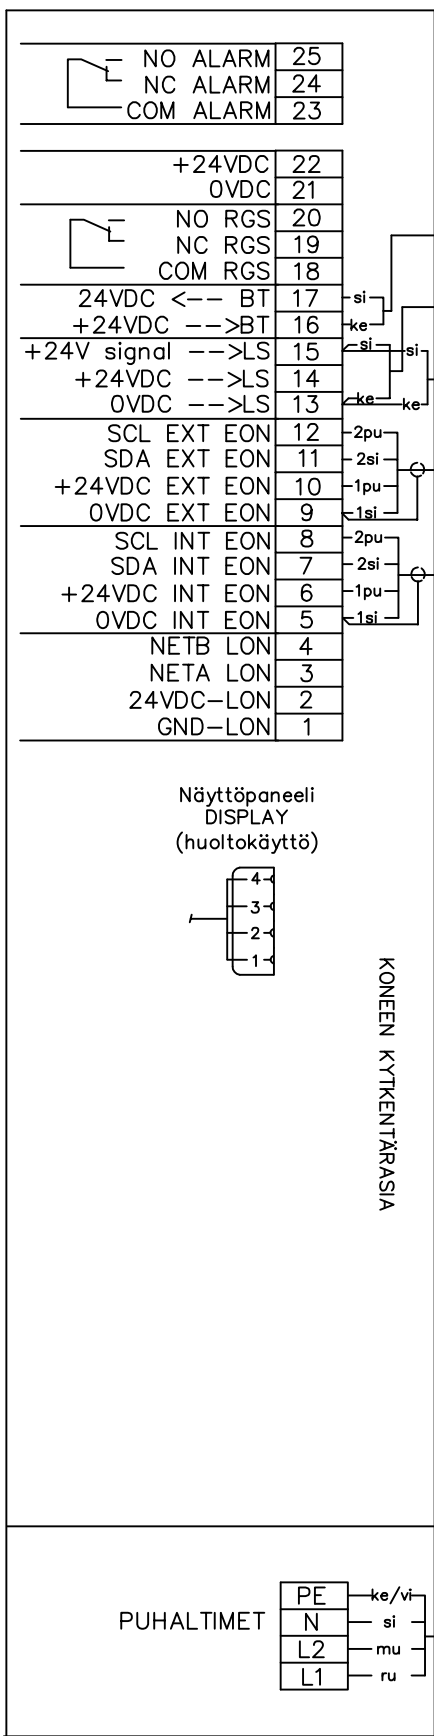 NO ALARM 25
NC ALARM 24
COM ALARM 23
+24VDC 22
0VDC 21
NO RGS 20
NC RGS 19
COM RGS 18
24VDC <-- BT 17 si
+24VDC -->BT 16 ke
+24V signal -->LS 15 si si
+24VDC -->LS 14
0VDC -->LS 13 ke ke
SCL EXT EON 12 2pu
SDA EXT EON 11 2si
+24VDC EXT EON 10 1pu
0VDC EXT EON 9 1si
SCL INT EON 8 2pu
SDA INT EON 7 2si
+24VDC INT EON 6 1pu
0VDC INT EON 5 1si
NETB LON 4
NETA LON 3
24VDC-LON 2
GND-LON 1
Näyttöpaneeli
DISPLAY
(huoltokäyttö)
4
3
2
1
KONEEN KYTKENTÄRASIA
PUHALTIMET
PE ke/vi
N si
L2 mu
L1 ru